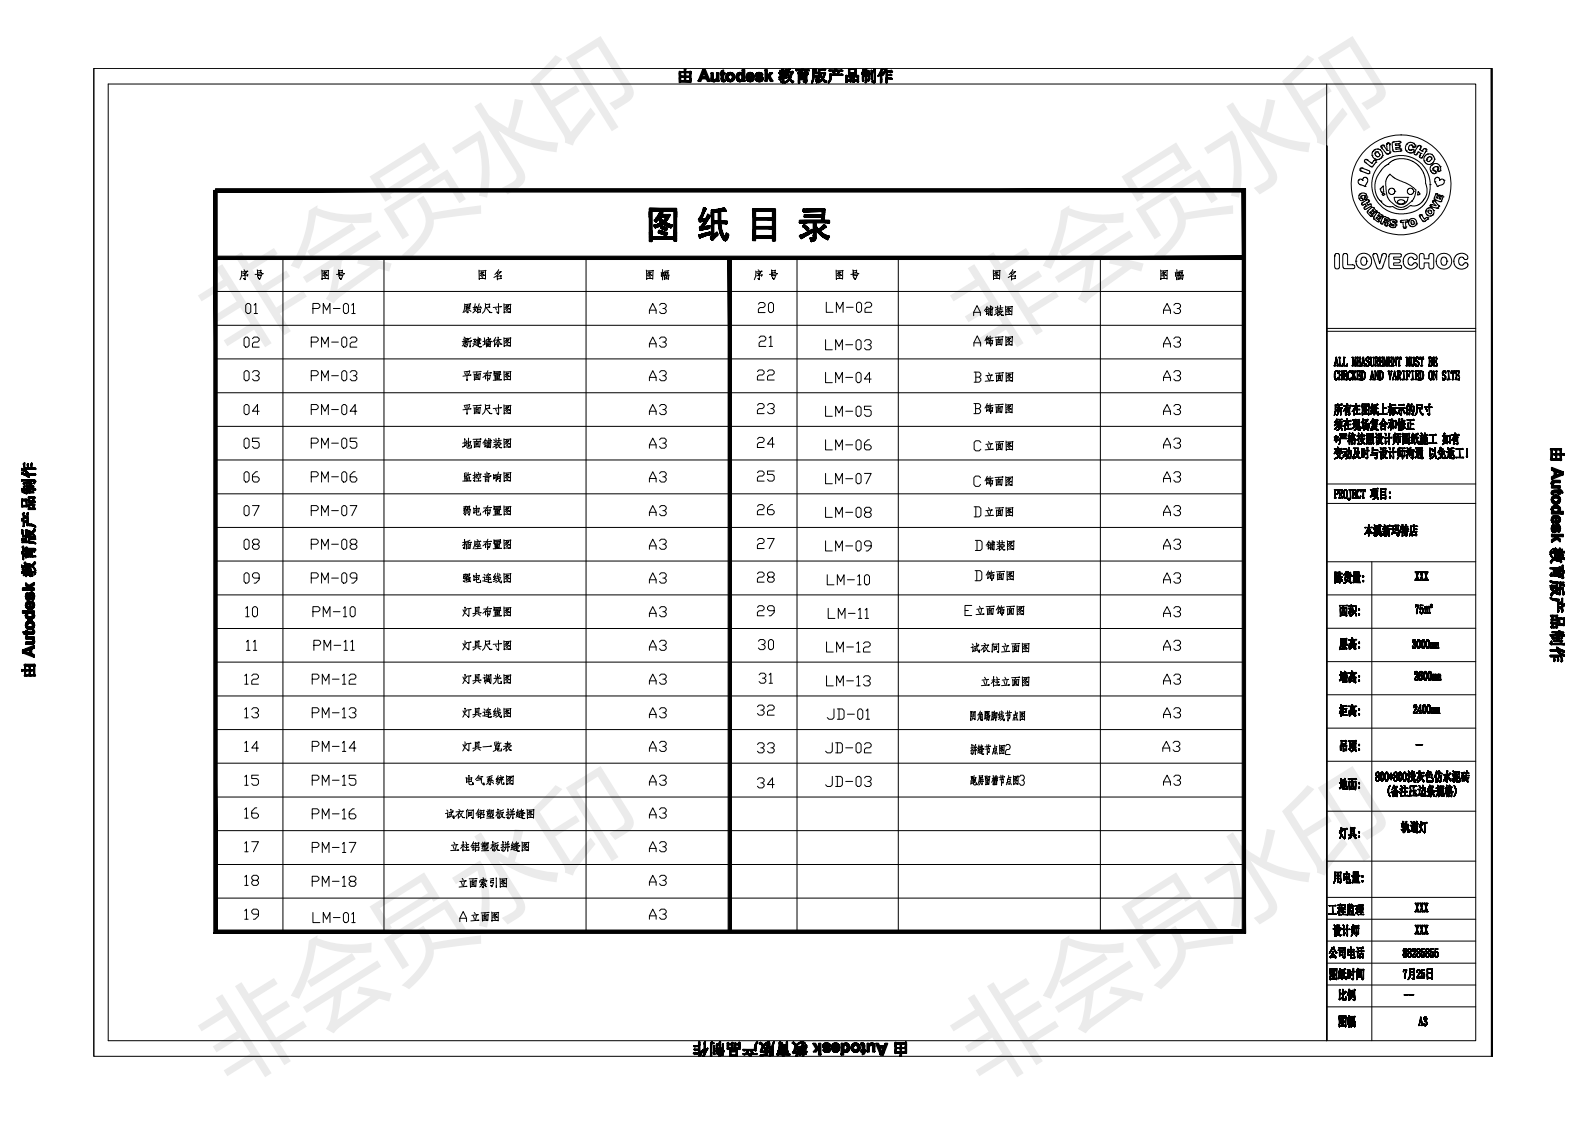 由 Autodesk 教育版产品制作
图 纸 目 录
序 号 图 号 图 名 图 幅 序 号 图 号 图 名 图 幅
01 PM-01 原始尺寸图 A3 20 LM-02 A铺装图 A3
02 PM-02 新建墙体图 A3 21 LM-03 A饰面图 A3
03 PM-03 平面布置图 A3 22 LM-04 B立面图 A3
04 PM-04 平面尺寸图 A3 23 LM-05 B饰面图 A3
05 PM-05 地面铺装图 A3 24 LM-06 C立面图 A3
06 PM-06 监控音响图 A3 25 LM-07 C饰面图 A3
07 PM-07 弱电布置图 A3 26 LM-08 D立面图 A3
08 PM-08 插座布置图 A3 27 LM-09 D铺装图 A3
09 PM-09 强电连线图 A3 28 LM-10 D饰面图 A3
10 PM-10 灯具布置图 A3 29 LM-11 E立面饰面图 A3
11 PM-11 灯具尺寸图 A3 30 LM-12 试衣间立面图 A3
12 PM-12 灯具调光图 A3 31 LM-13 立柱立面图 A3
13 PM-13 灯具连线图 A3 32 JD-01 圆角踢脚线节点图 A3
14 PM-14 灯具一览表 A3 33 JD-02 拼缝节点图2 A3
15 PM-15 电气系统图 A3 34 JD-03 节点图3 A3
16 PM-16 试衣间铝塑板拼缝图 A3
17 PM-17 立柱铝塑板拼缝图 A3
18 PM-18 立面索引图 A3
19 LM-01 A立面图 A3
I LOVE CHOC
CHEERS TO LOVE
ILOVECHOC
ALL MEASUREMENT MUST BE
CHECKED AND VARIFIED ON SITE
所有在图纸上标示的尺寸
须在现场复合和修正
*严格按照设计师图纸施工 如有
变动及时与设计师沟通 以免返工!
PROJECT 项目:
本溪新玛特店
陈货量: XXX
面积: 75m²
层高: 3000mm
墙高: 2800mm
柜高: 2400mm
吊顶: —
地面: 800*800浅灰色仿水泥砖
(备注压边条规格)
灯具: 轨道灯
用电量:
工程监理 XXX
设计师 XXX
公司电话
图纸时间 7月25日
比例 —
图幅 A3
由 Autodesk 教育版产品制作
由 Autodesk 教育版产品制作
由 Autodesk 教育版产品制作
非会员水印
非会员水印
非会员水印
非会员水印